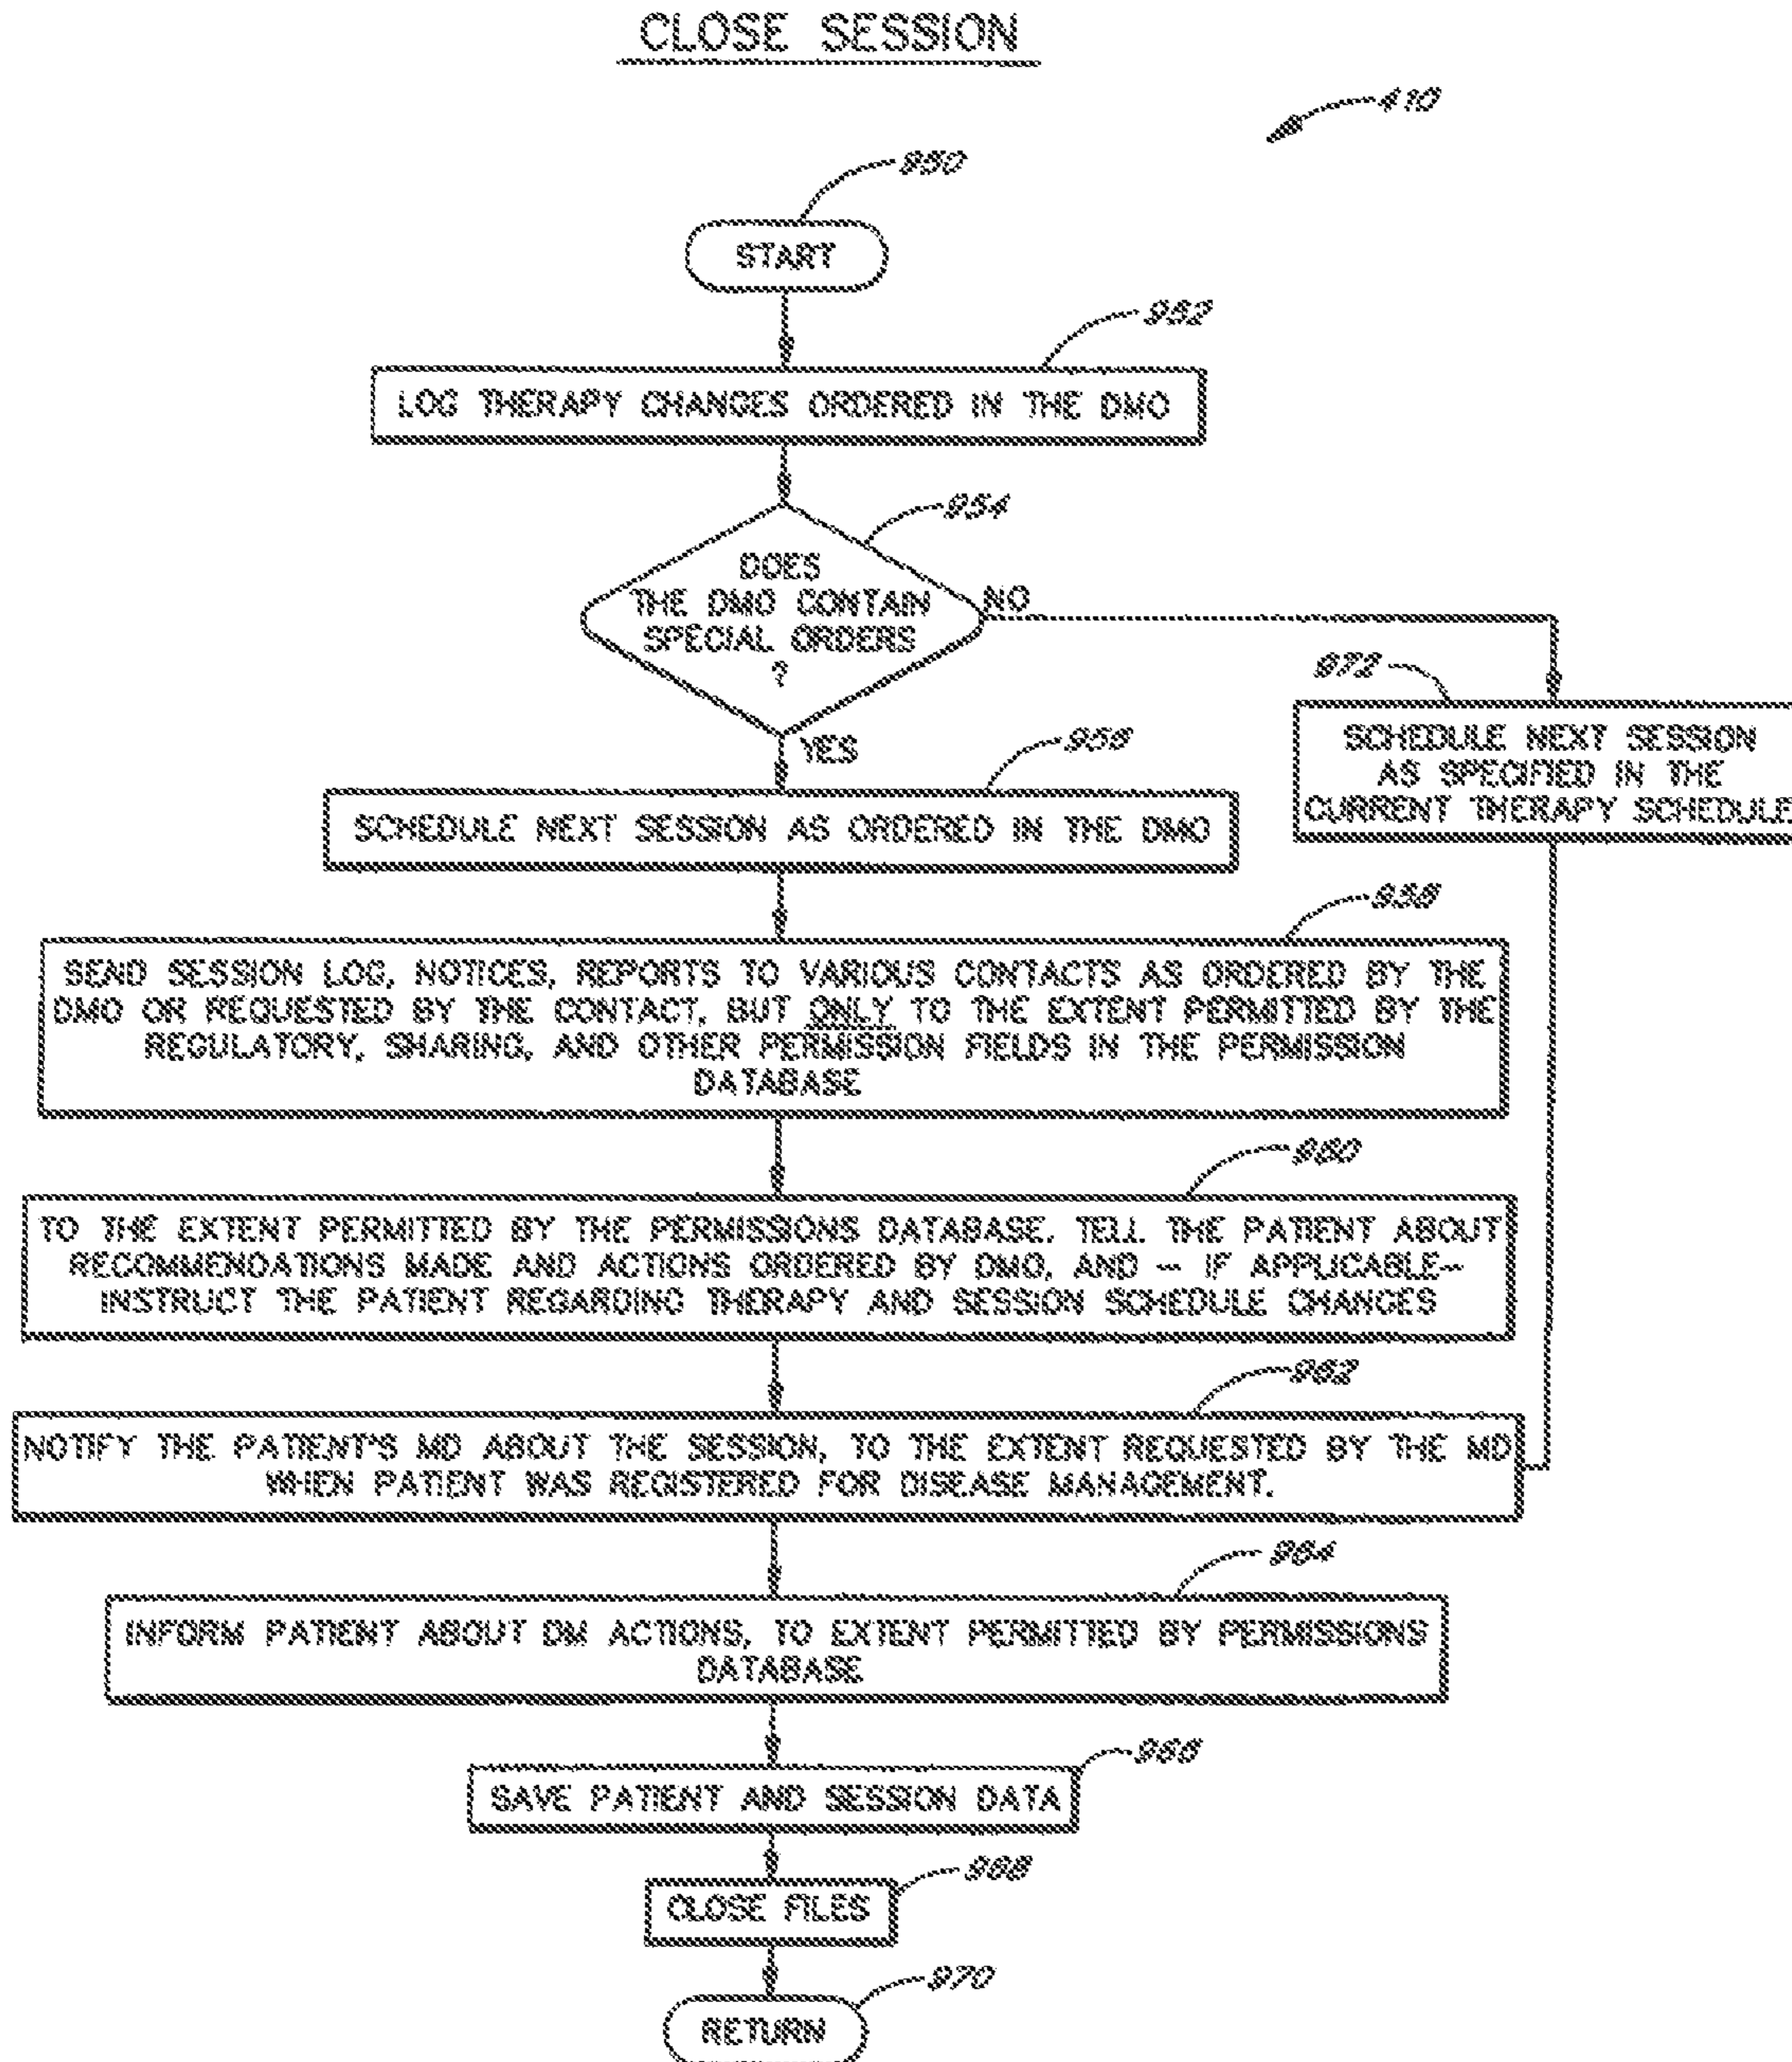 CLOSE SESSION
410
950
START
952
LOG THERAPY CHANGES ORDERED IN THE DMO
954
DOES
THE DMO CONTAIN
SPECIAL ORDERS
?
NO
YES
972
SCHEDULE NEXT SESSION
AS SPECIFIED IN THE
CURRENT THERAPY SCHEDULE
956
SCHEDULE NEXT SESSION AS ORDERED IN THE DMO
958
SEND SESSION LOG, NOTICES, REPORTS TO VARIOUS CONTACTS AS ORDERED BY THE
DMO OR REQUESTED BY THE CONTACT, BUT ONLY TO THE EXTENT PERMITTED BY THE
REGULATORY, SHARING, AND OTHER PERMISSION FIELDS IN THE PERMISSION
DATABASE
960
TO THE EXTENT PERMITTED BY THE PERMISSIONS DATABASE, TELL THE PATIENT ABOUT
RECOMMENDATIONS MADE AND ACTIONS ORDERED BY DMO, AND -- IF APPLICABLE--
INSTRUCT THE PATIENT REGARDING THERAPY AND SESSION SCHEDULE CHANGES
962
NOTIFY THE PATIENT'S MD ABOUT THE SESSION, TO THE EXTENT REQUESTED BY THE MD
WHEN PATIENT WAS REGISTERED FOR DISEASE MANAGEMENT.
964
INFORM PATIENT ABOUT DM ACTIONS, TO EXTENT PERMITTED BY PERMISSIONS
DATABASE
966
SAVE PATIENT AND SESSION DATA
968
CLOSE FILES
970
RETURN